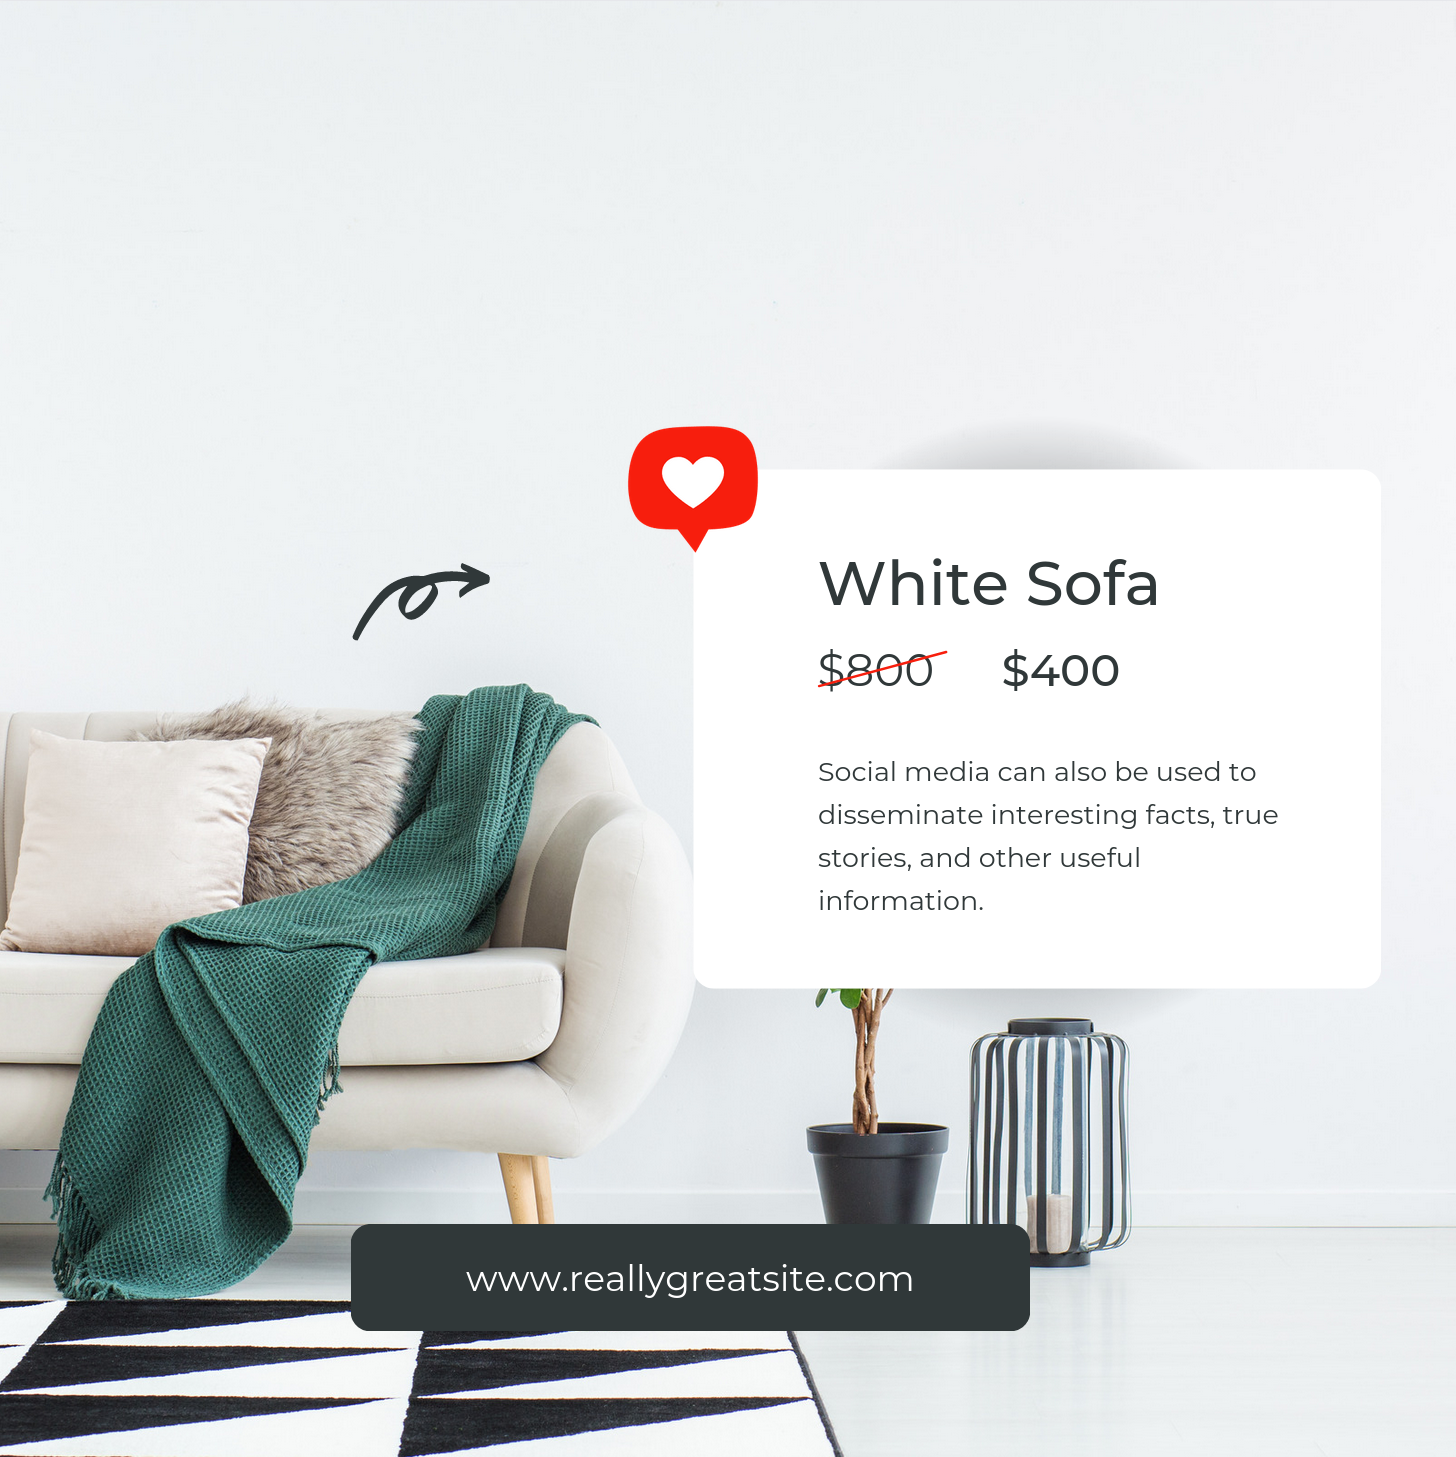 White Sofa
$800 $400
Social media can also be used to
disseminate interesting facts, true
stories, and other useful
information.
www.reallygreatsite.com